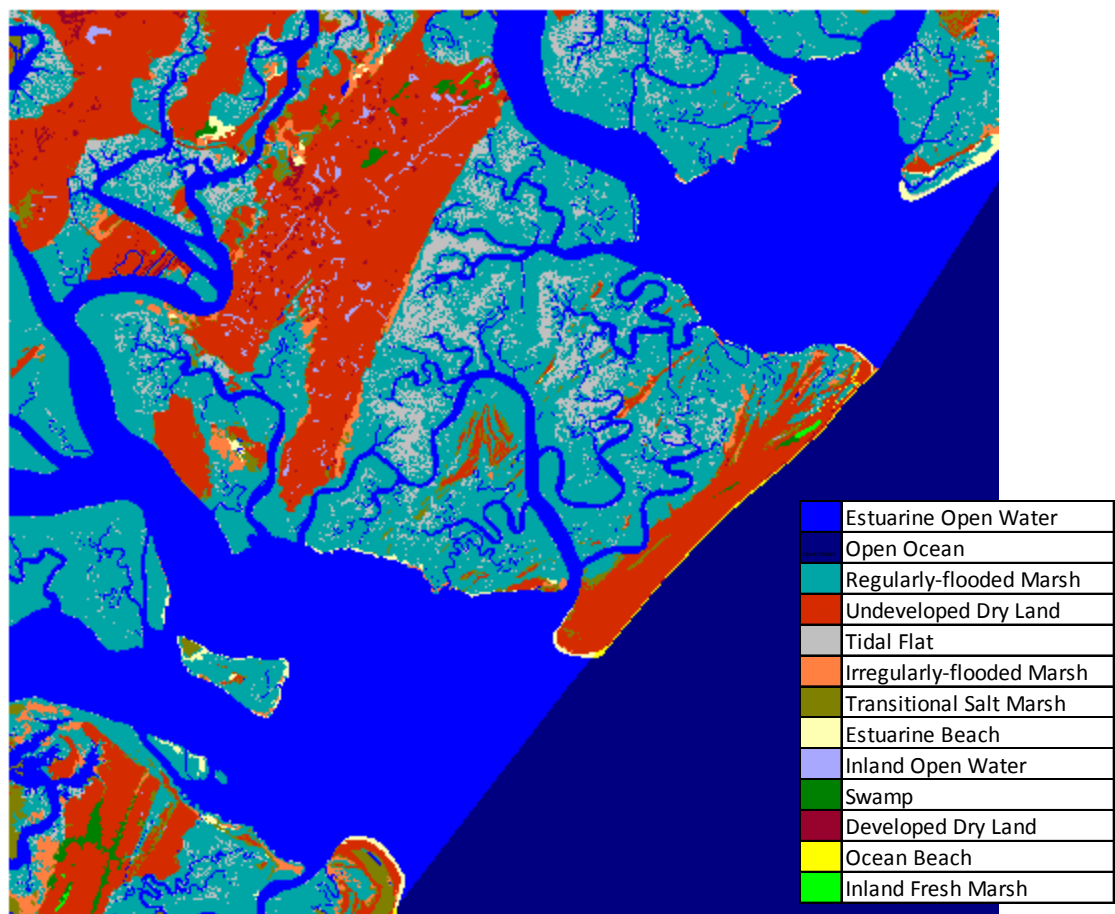 Estuarine Open Water
Open Ocean
Regularly-flooded Marsh
Undeveloped Dry Land
Tidal Flat
Irregularly-flooded Marsh
Transitional Salt Marsh
Estuarine Beach
Inland Open Water
Swamp
Developed Dry Land
Ocean Beach
Inland Fresh Marsh